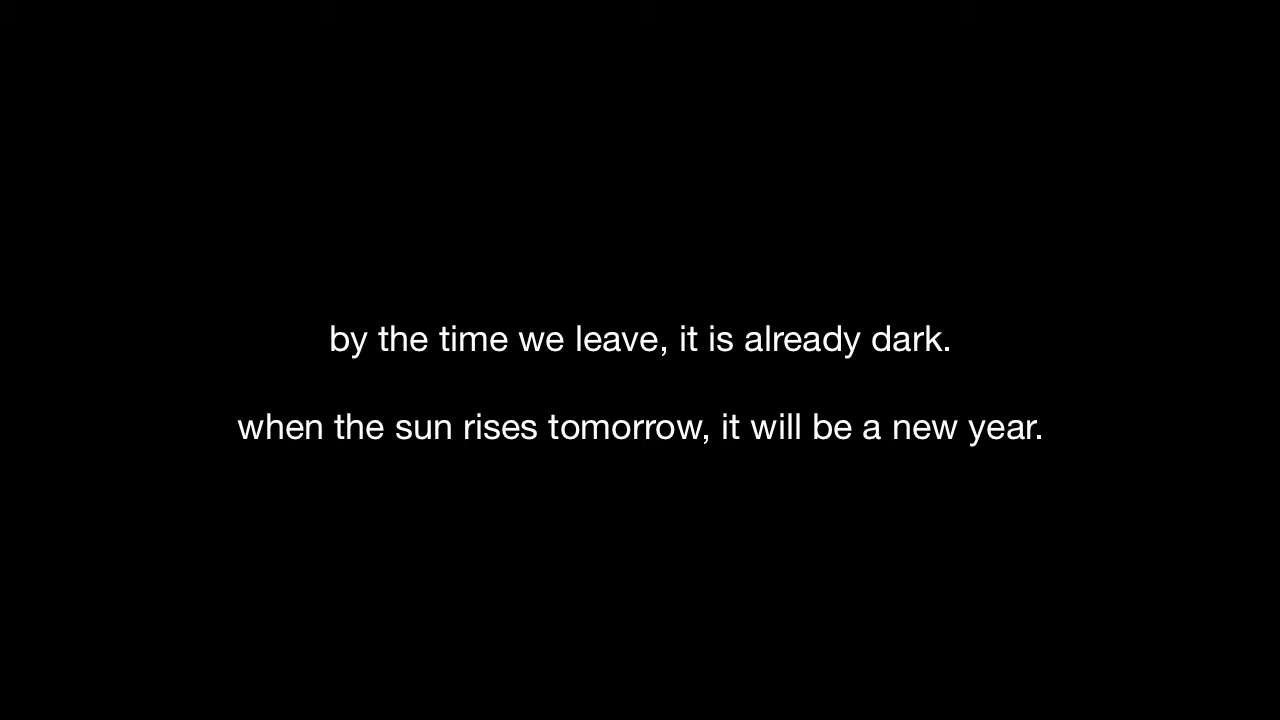 by the time we leave, it is already dark.
when the sun rises tomorrow, it will be a new year.